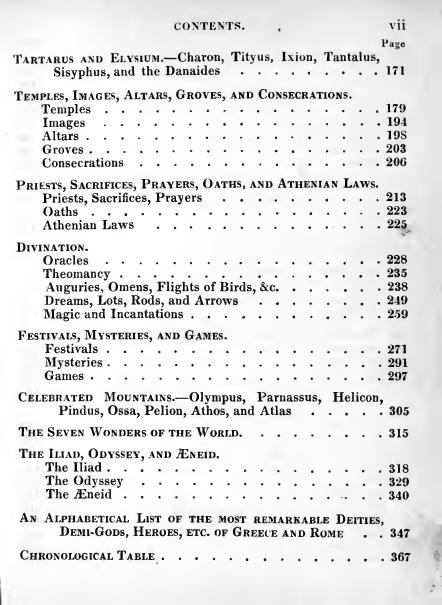 CONTENTS. vii
Page
TARTARUS AND ELYSIUM.—Charon, Tityus, Ixion, Tantalus,
Sisyphus, and the Danaides . . . . . . . . . 171
TEMPLES, IMAGES, ALTARS, GROVES, AND CONSECRATIONS.
Temples . . . . . . . . . . . . . . . . . 179
Images . . . . . . . . . . . . . . . . . 194
Altars . . . . . . . . . . . . . . . . . . 198
Groves . . . . . . . . . . . . . . . . . . 203
Consecrations . . . . . . . . . . . . . . . 206
PRIESTS, SACRIFICES, PRAYERS, OATHS, AND ATHENIAN LAWS.
Priests, Sacrifices, Prayers . . . . . . . . . . 213
Oaths . . . . . . . . . . . . . . . . . . 223
Athenian Laws . . . . . . . . . . . . . . 225
DIVINATION.
Oracles . . . . . . . . . . . . . . . . . 228
Theomancy . . . . . . . . . . . . . . . . 235
Auguries, Omens, Flights of Birds, &c. . . . . . . 238
Dreams, Lots, Rods, and Arrows . . . . . . . . 249
Magic and Incantations . . . . . . . . . . . . 259
FESTIVALS, MYSTERIES, AND GAMES.
Festivals . . . . . . . . . . . . . . . . . 271
Mysteries . . . . . . . . . . . . . . . . . 291
Games . . . . . . . . . . . . . . . . . . 297
CELEBRATED MOUNTAINS.—Olympus, Parnassus, Helicon,
Pindus, Ossa, Pelion, Athos, and Atlas . . . . . 305
THE SEVEN WONDERS OF THE WORLD. . . . . . . . . 315
THE ILIAD, ODYSSEY, AND ÆNEID.
The Iliad . . . . . . . . . . . . . . . . . 318
The Odyssey . . . . . . . . . . . . . . . 329
The Æneid . . . . . . . . . . . . . . . . 340
AN ALPHABETICAL LIST OF THE MOST REMARKABLE DEITIES,
DEMI-GODS, HEROES, ETC. OF GREECE AND ROME . . 347
CHRONOLOGICAL TABLE . . . . . . . . . . . . . 367